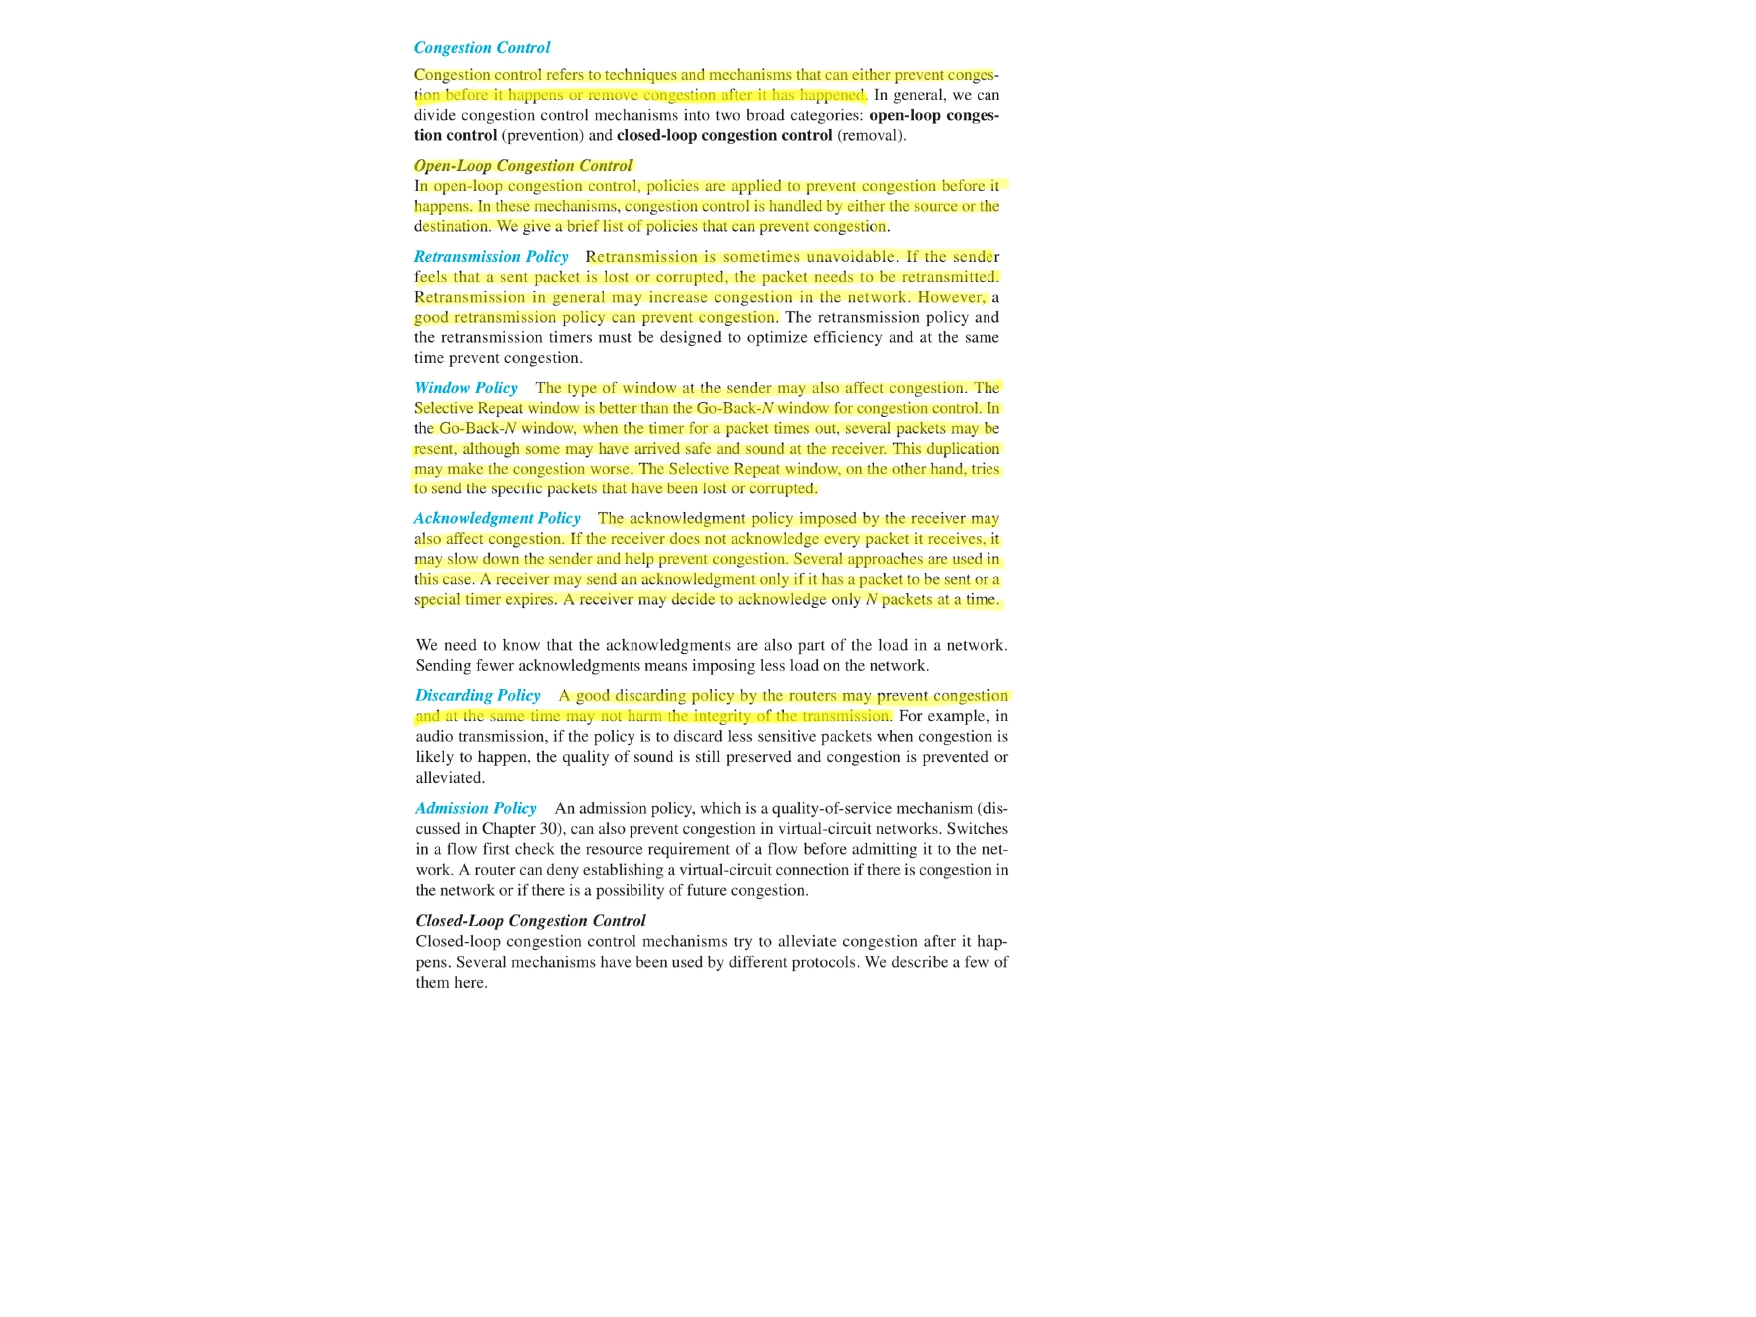 Congestion Control
Congestion control refers to techniques and mechanisms that can either prevent conges-
tion before it happens or remove congestion after it has happened. In general, we can
divide congestion control mechanisms into two broad categories: open-loop conges-
tion control (prevention) and closed-loop congestion control (removal).
Open-Loop Congestion Control
In open-loop congestion control, policies are applied to prevent congestion before it
happens. In these mechanisms, congestion control is handled by either the source or the
destination. We give a brief list of policies that can prevent congestion.
Retransmission Policy Retransmission is sometimes unavoidable. If the sender
feels that a sent packet is lost or corrupted, the packet needs to be retransmitted.
Retransmission in general may increase congestion in the network. However, a
good retransmission policy can prevent congestion. The retransmission policy and
the retransmission timers must be designed to optimize efficiency and at the same
time prevent congestion.
Window Policy The type of window at the sender may also affect congestion. The
Selective Repeat window is better than the Go-Back-N window for congestion control. In
the Go-Back-N window, when the timer for a packet times out, several packets may be
resent, although some may have arrived safe and sound at the receiver. This duplication
may make the congestion worse. The Selective Repeat window, on the other hand, tries
to send the specific packets that have been lost or corrupted.
Acknowledgment Policy The acknowledgment policy imposed by the receiver may
also affect congestion. If the receiver does not acknowledge every packet it receives, it
may slow down the sender and help prevent congestion. Several approaches are used in
this case. A receiver may send an acknowledgment only if it has a packet to be sent or a
special timer expires. A receiver may decide to acknowledge only N packets at a time.
We need to know that the acknowledgments are also part of the load in a network.
Sending fewer acknowledgments means imposing less load on the network.
Discarding Policy A good discarding policy by the routers may prevent congestion
and at the same time may not harm the integrity of the transmission. For example, in
audio transmission, if the policy is to discard less sensitive packets when congestion is
likely to happen, the quality of sound is still preserved and congestion is prevented or
alleviated.
Admission Policy An admission policy, which is a quality-of-service mechanism (dis-
cussed in Chapter 30), can also prevent congestion in virtual-circuit networks. Switches
in a flow first check the resource requirement of a flow before admitting it to the net-
work. A router can deny establishing a virtual-circuit connection if there is congestion in
the network or if there is a possibility of future congestion.
Closed-Loop Congestion Control
Closed-loop congestion control mechanisms try to alleviate congestion after it hap-
pens. Several mechanisms have been used by different protocols. We describe a few of
them here.